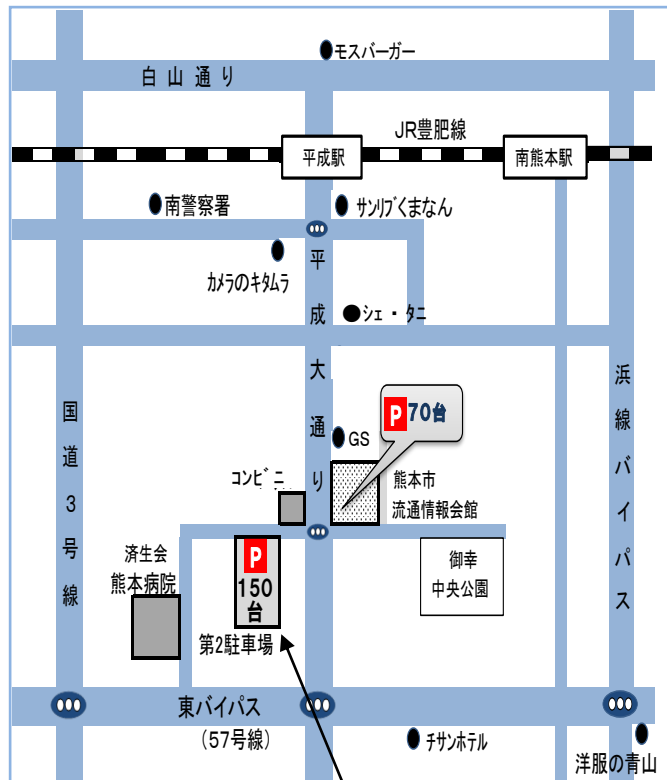 モスバーガー
白山通り
JR豊肥線
平成駅
南熊本駅
南警察署
サンリブくまなん
カメラのキタムラ
平成大通り
シェ・タニ
浜線バイパス
国道3号線
P 70台
GS
コンビニ
熊本市
流通情報会館
P
150
台
済生会
熊本病院
御幸
中央公園
第2駐車場
東バイパス
(57号線)
チサンホテル
洋服の青山